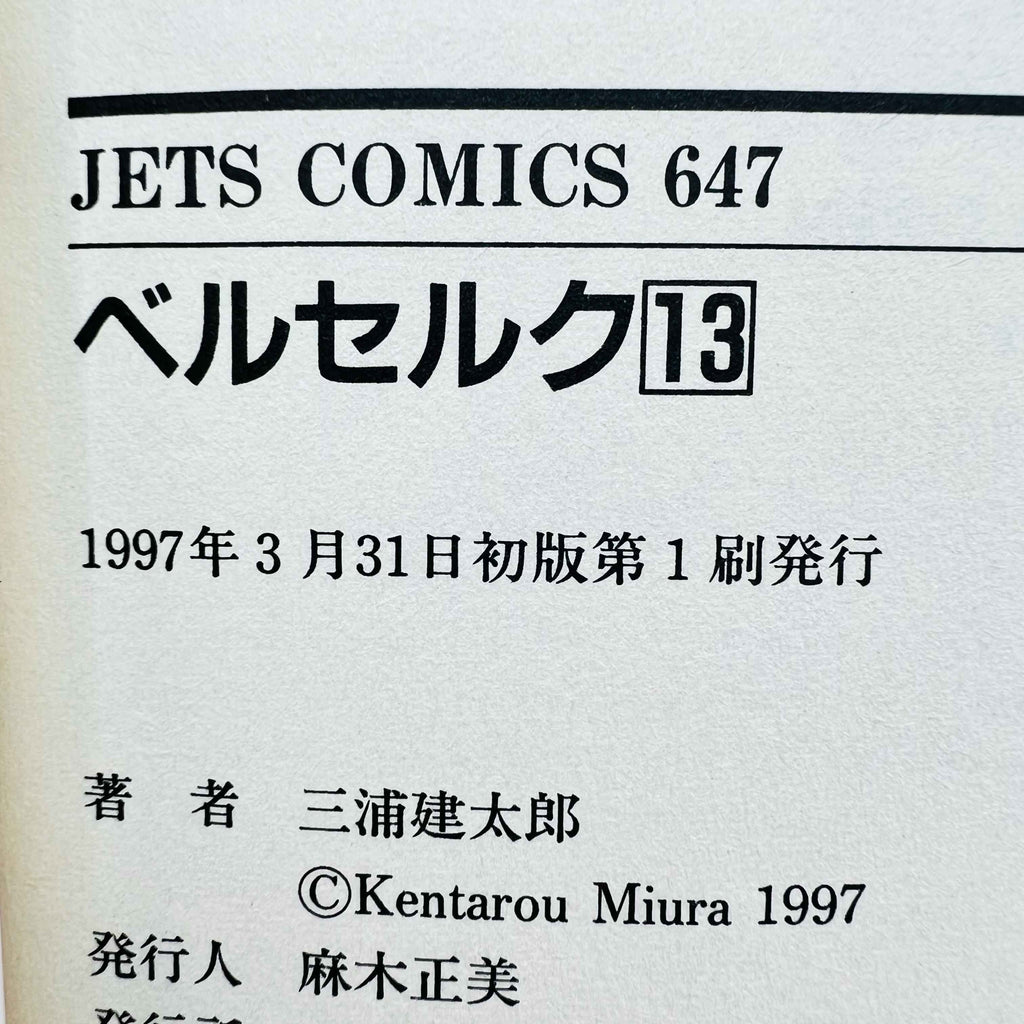 JETS COMICS 647
ベルセルク13
1997年3月31日初版第1刷発行
著 者 三浦建太郎
©Kentarou Miura 1997
発行人 麻木正美